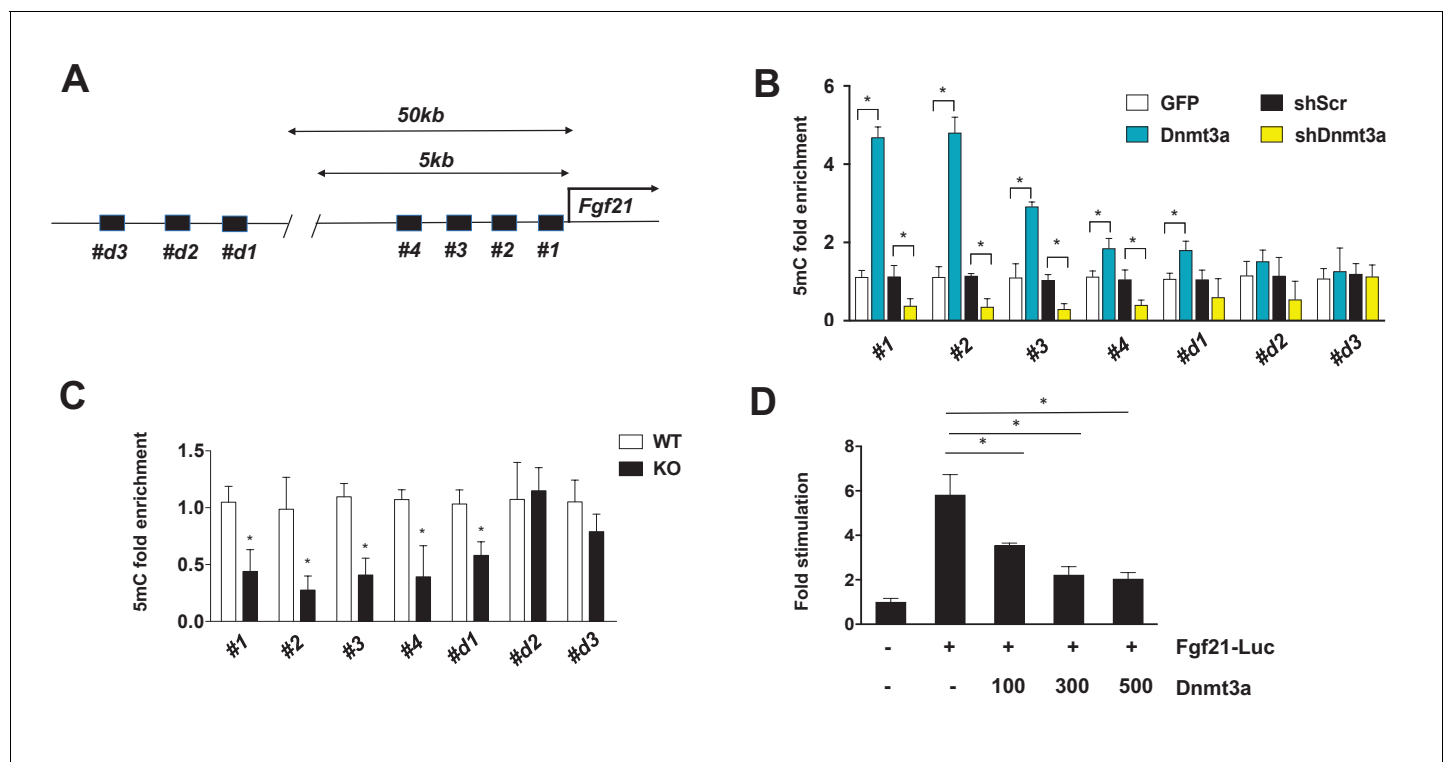 A
50kb
5kb
Fgf21
#d3 #d2 #d1 #4 #3 #2 #1
B
5mC fold enrichment
6
4
2
0
GFP shScr
Dnmt3a shDnmt3a
* * * * * * * * *
#1 #2 #3 #4 #d1 #d2 #d3
C
5mC fold enrichment
1.5
1.0
0.5
0.0
WT
KO
* * * * *
#1 #2 #3 #4 #d1 #d2 #d3
D
Fold stimulation
8
6
4
2
0
*
*
*
- + + + + Fgf21-Luc
- - 100 300 500 Dnmt3a